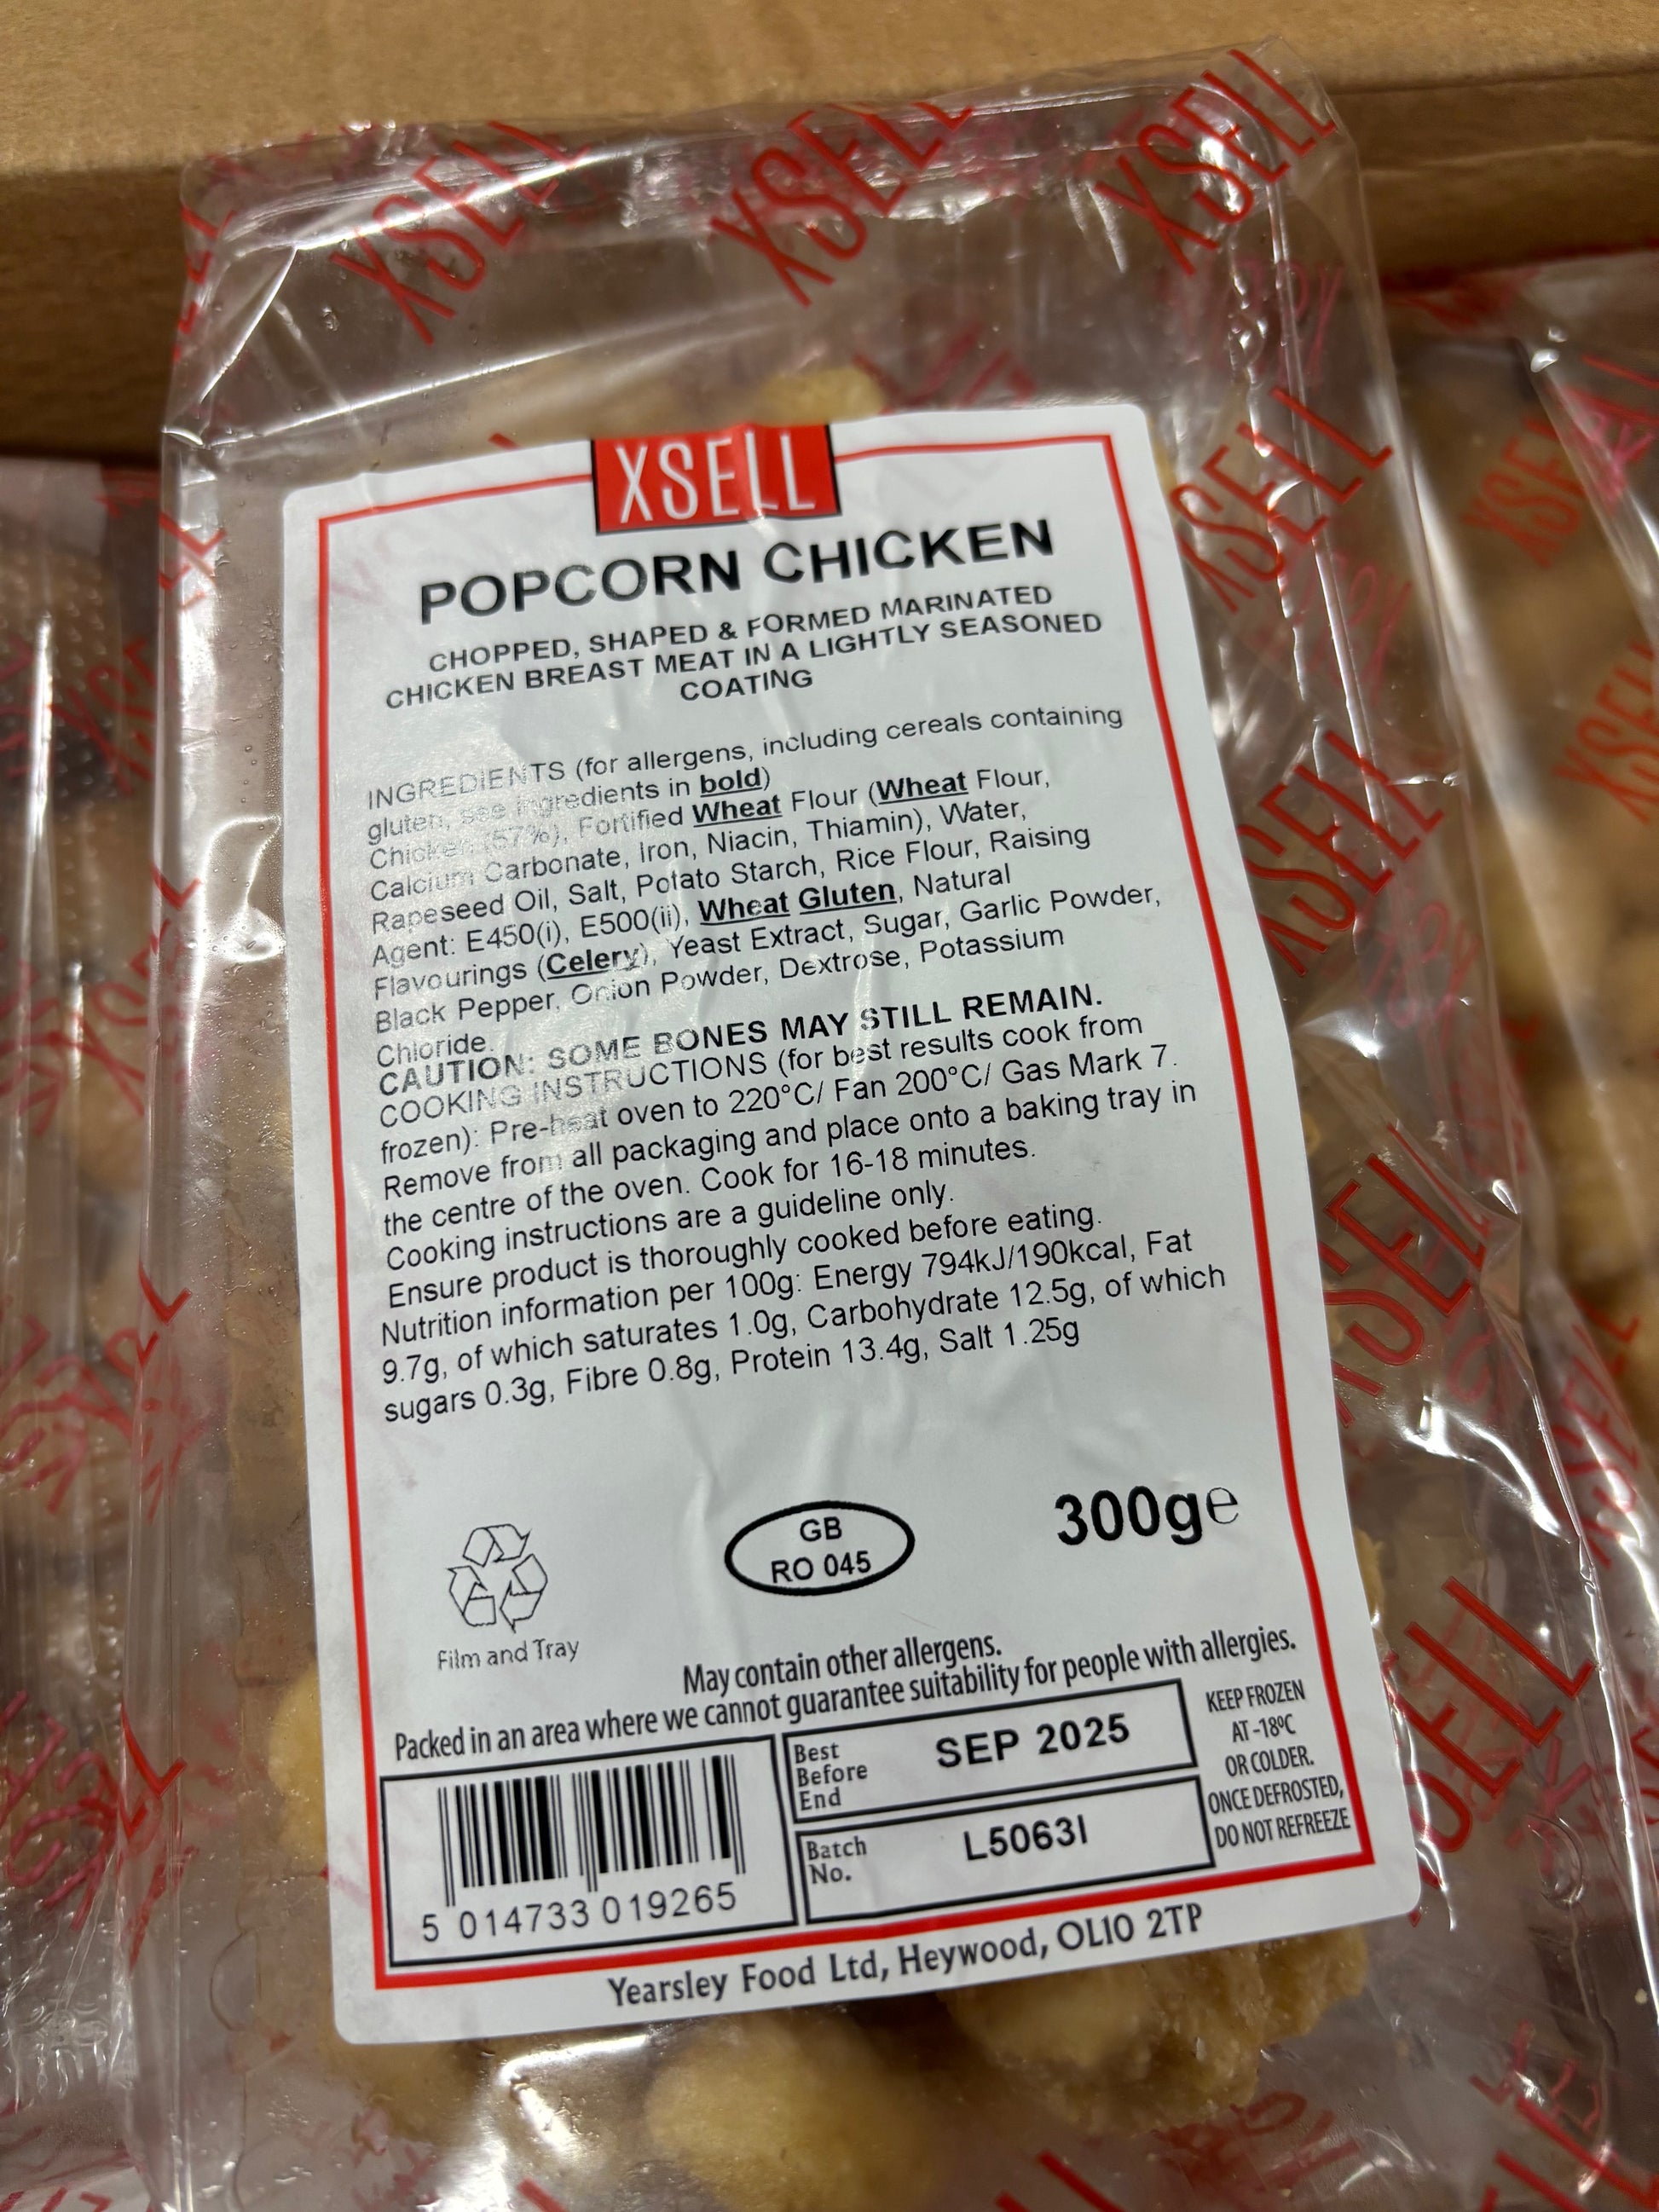 XSELL
XSELL
XSELL
XSELL
POPCORN CHICKEN
CHOPPED, SHAPED & FORMED MARINATED
CHICKEN BREAST MEAT IN A LIGHTLY SEASONED
COATING
INGREDIENTS (for allergens, including cereals containing
gluten, see ingredients in bold)
Chicken (57%), Fortified Wheat Flour (Wheat Flour,
Calcium Carbonate, Iron, Niacin, Thiamin), Water,
Rapeseed Oil, Salt, Potato Starch, Rice Flour, Raising
Agent: E450(i), E500(ii), Wheat Gluten, Natural
Flavourings (Celery), Yeast Extract, Sugar, Garlic Powder,
Black Pepper, Onion Powder, Dextrose, Potassium
Chloride.
CAUTION: SOME BONES MAY STILL REMAIN.
COOKING INSTRUCTIONS (for best results cook from
frozen): Pre-heat oven to 220°C/ Fan 200°C/ Gas Mark 7.
Remove from all packaging and place onto a baking tray in
the centre of the oven. Cook for 16-18 minutes.
Cooking instructions are a guideline only.
Ensure product is thoroughly cooked before eating.
Nutrition information per 100g: Energy 794kJ/190kcal, Fat
9.7g, of which saturates 1.0g, Carbohydrate 12.5g, of which
sugars 0.3g, Fibre 0.8g, Protein 13.4g, Salt 1.25g
GB
RO 045
300g℮
Film and Tray
May contain other allergens.
Packed in an area where we cannot guarantee suitability for people with allergies.
Best
Before
End
SEP 2025
Batch
No.
L5063I
KEEP FROZEN
AT -18ºC
OR COLDER.
ONCE DEFROSTED,
DO NOT REFREEZE
5 014733 019265
Yearsley Food Ltd, Heywood, OL10 2TP
XSELL
XSELL
XSELL
XSELL